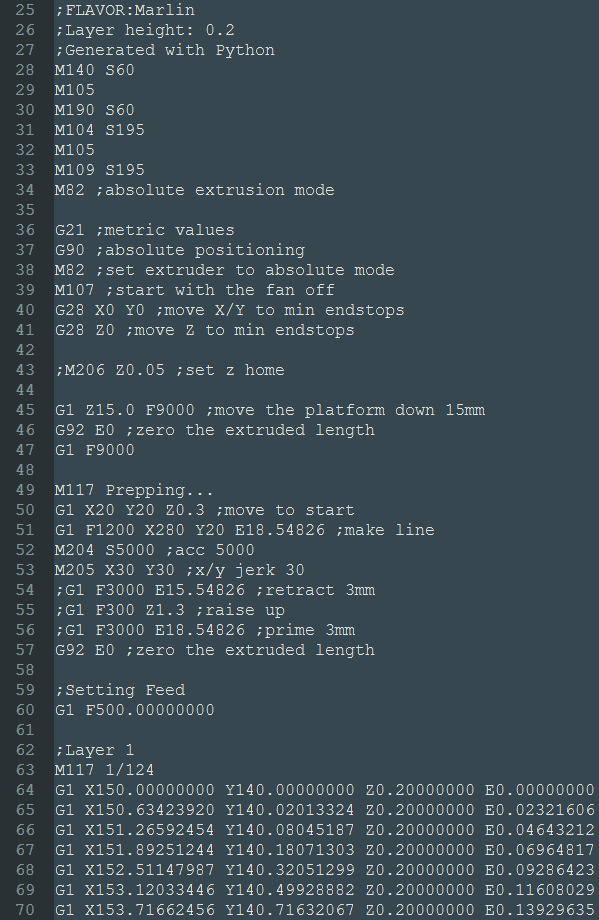 25 ;FLAVOR:Marlin
26 ;Layer height: 0.2
27 ;Generated with Python
28 M140 S60
29 M105
30 M190 S60
31 M104 S195
32 M105
33 M109 S195
34 M82 ;absolute extrusion mode
35
36 G21 ;metric values
37 G90 ;absolute positioning
38 M82 ;set extruder to absolute mode
39 M107 ;start with the fan off
40 G28 X0 Y0 ;move X/Y to min endstops
41 G28 Z0 ;move Z to min endstops
42
43 ;M206 Z0.05 ;set z home
44
45 G1 Z15.0 F9000 ;move the platform down 15mm
46 G92 E0 ;zero the extruded length
47 G1 F9000
48
49 M117 Prepping...
50 G1 X20 Y20 Z0.3 ;move to start
51 G1 F1200 X280 Y20 E18.54826 ;make line
52 M204 S5000 ;acc 5000
53 M205 X30 Y30 ;x/y jerk 30
54 ;G1 F3000 E15.54826 ;retract 3mm
55 ;G1 F300 Z1.3 ;raise up
56 ;G1 F3000 E18.54826 ;prime 3mm
57 G92 E0 ;zero the extruded length
58
59 ;Setting Feed
60 G1 F500.00000000
61
62 ;Layer 1
63 M117 1/124
64 G1 X150.00000000 Y140.00000000 Z0.20000000 E0.00000000
65 G1 X150.63423920 Y140.02013324 Z0.20000000 E0.02321606
66 G1 X151.26592454 Y140.08045187 Z0.20000000 E0.04643212
67 G1 X151.89251244 Y140.18071303 Z0.20000000 E0.06964817
68 G1 X152.51147987 Y140.32051299 Z0.20000000 E0.09286423
69 G1 X153.12033446 Y140.49928882 Z0.20000000 E0.11608029
70 G1 X153.71662456 Y140.71632067 Z0.20000000 E0.13929635